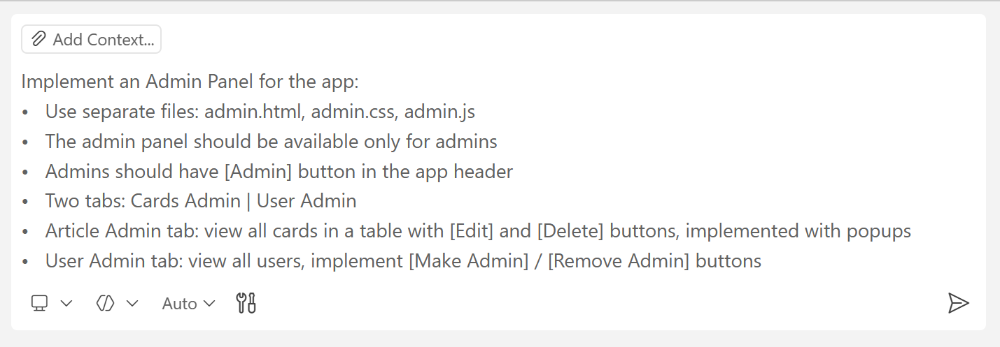 Add Context...
Implement an Admin Panel for the app:
• Use separate files: admin.html, admin.css, admin.js
• The admin panel should be available only for admins
• Admins should have [Admin] button in the app header
• Two tabs: Cards Admin | User Admin
• Article Admin tab: view all cards in a table with [Edit] and [Delete] buttons, implemented with popups
• User Admin tab: view all users, implement [Make Admin] / [Remove Admin] buttons
Auto